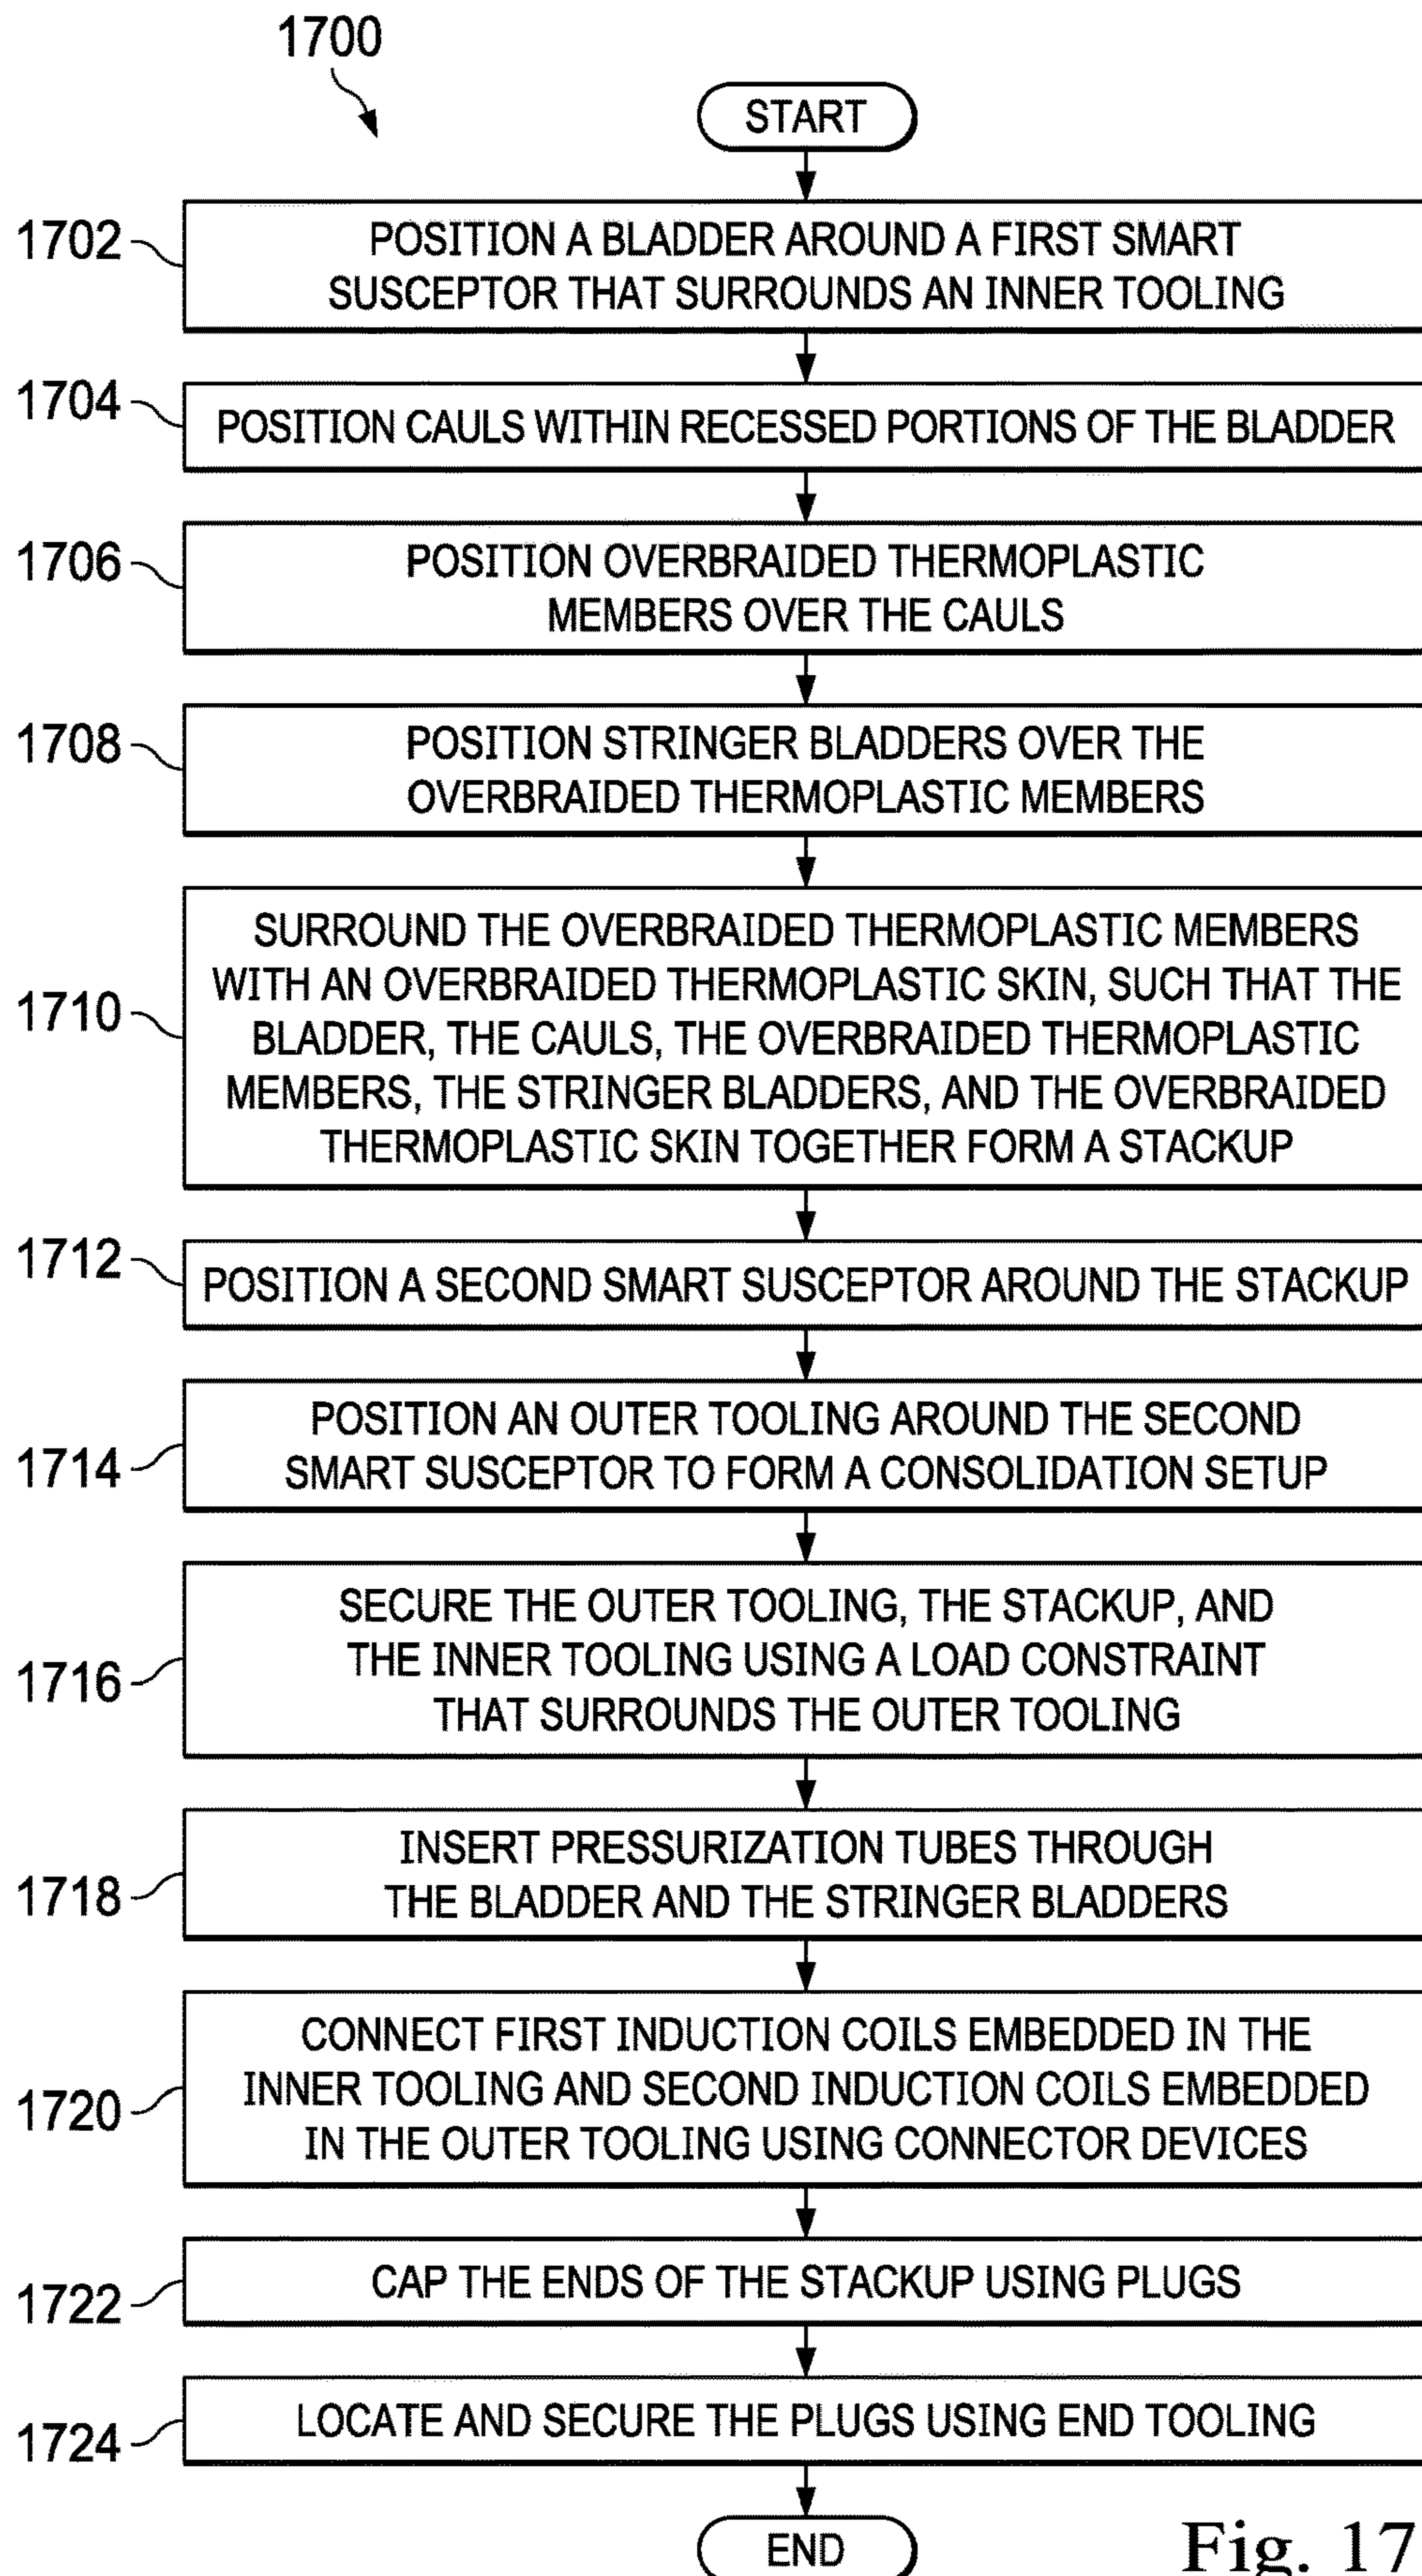 1700
START
1702
POSITION A BLADDER AROUND A FIRST SMART
SUSCEPTOR THAT SURROUNDS AN INNER TOOLING
1704
POSITION CAULS WITHIN RECESSED PORTIONS OF THE BLADDER
1706
POSITION OVERBRAIDED THERMOPLASTIC
MEMBERS OVER THE CAULS
1708
POSITION STRINGER BLADDERS OVER THE
OVERBRAIDED THERMOPLASTIC MEMBERS
1710
SURROUND THE OVERBRAIDED THERMOPLASTIC MEMBERS
WITH AN OVERBRAIDED THERMOPLASTIC SKIN, SUCH THAT THE
BLADDER, THE CAULS, THE OVERBRAIDED THERMOPLASTIC
MEMBERS, THE STRINGER BLADDERS, AND THE OVERBRAIDED
THERMOPLASTIC SKIN TOGETHER FORM A STACKUP
1712
POSITION A SECOND SMART SUSCEPTOR AROUND THE STACKUP
1714
POSITION AN OUTER TOOLING AROUND THE SECOND
SMART SUSCEPTOR TO FORM A CONSOLIDATION SETUP
1716
SECURE THE OUTER TOOLING, THE STACKUP, AND
THE INNER TOOLING USING A LOAD CONSTRAINT
THAT SURROUNDS THE OUTER TOOLING
1718
INSERT PRESSURIZATION TUBES THROUGH
THE BLADDER AND THE STRINGER BLADDERS
1720
CONNECT FIRST INDUCTION COILS EMBEDDED IN THE
INNER TOOLING AND SECOND INDUCTION COILS EMBEDDED
IN THE OUTER TOOLING USING CONNECTOR DEVICES
1722
CAP THE ENDS OF THE STACKUP USING PLUGS
1724
LOCATE AND SECURE THE PLUGS USING END TOOLING
END
Fig. 17